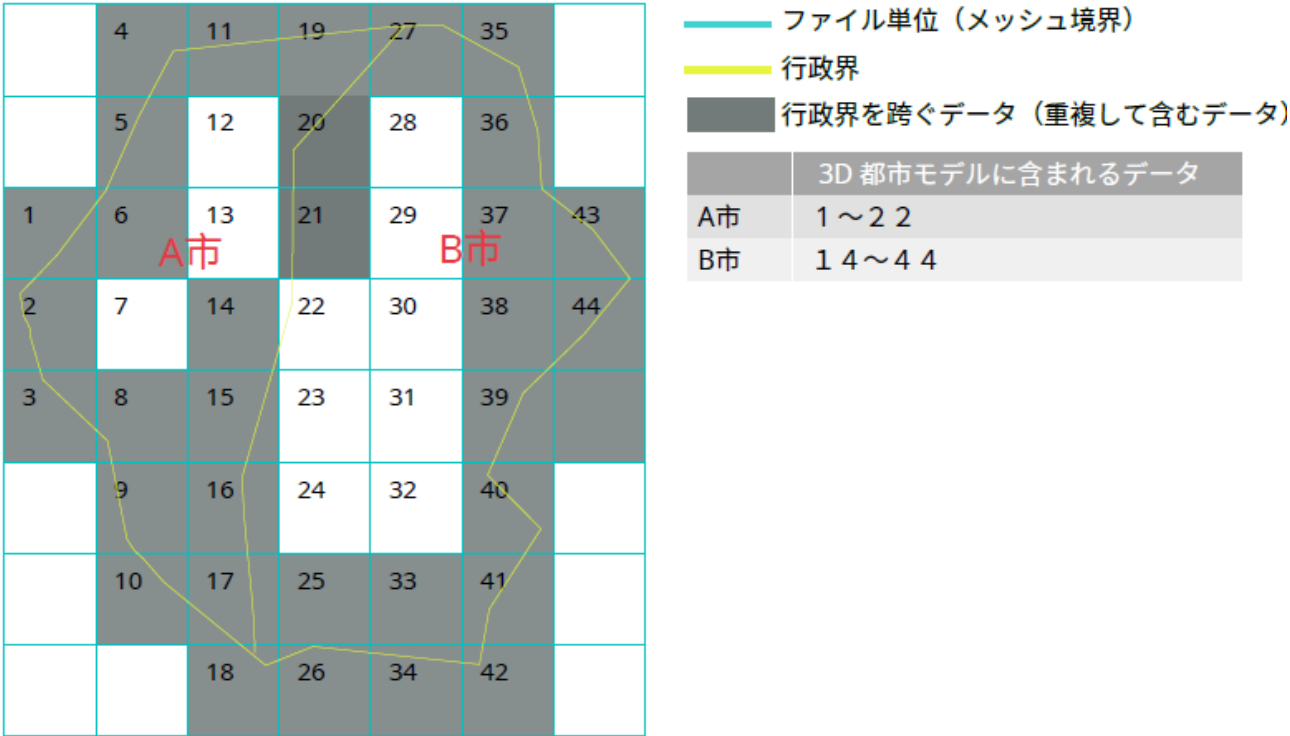 4 11 19 27 35
5 12 20 28 36
1 6 13 21 29 37 43
A市 B市
2 7 14 22 30 38 44
3 8 15 23 31 39
9 16 24 32 40
10 17 25 33 41
18 26 34 42
ファイル単位（メッシュ境界）
行政界
行政界を跨ぐデータ（重複して含むデータ）
3D 都市モデルに含まれるデータ
A市 １～２２
B市 １４～４４